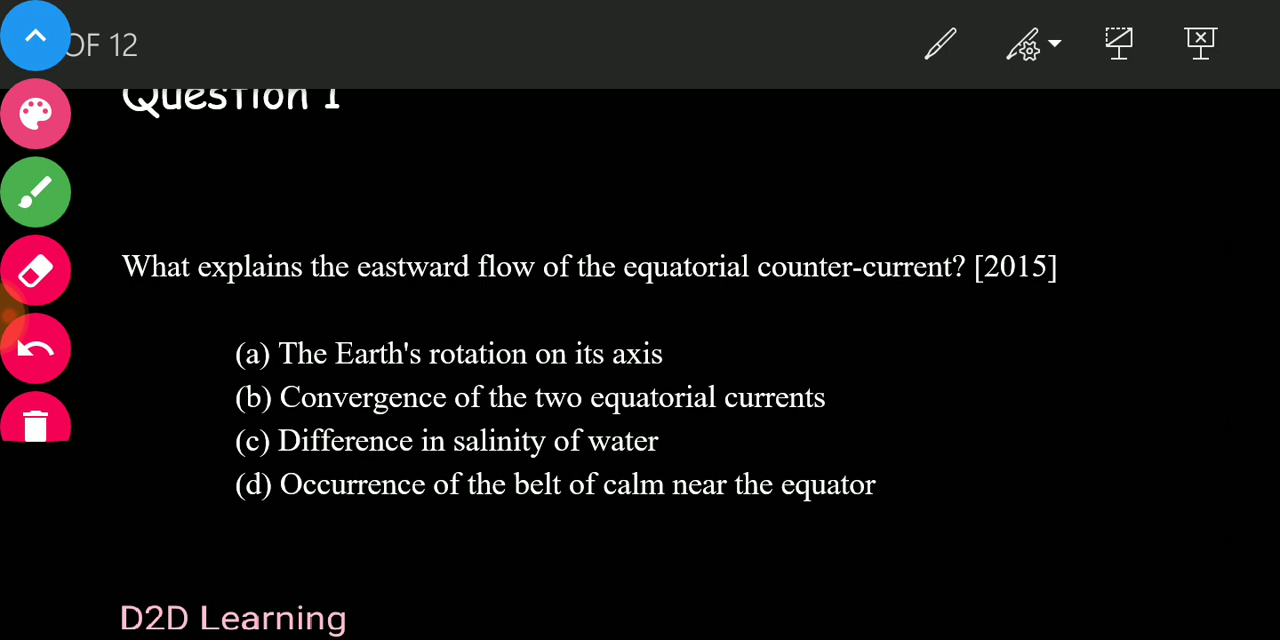 OF 12
Question 1
What explains the eastward flow of the equatorial counter-current? [2015]
(a) The Earth's rotation on its axis
(b) Convergence of the two equatorial currents
(c) Difference in salinity of water
(d) Occurrence of the belt of calm near the equator
D2D Learning